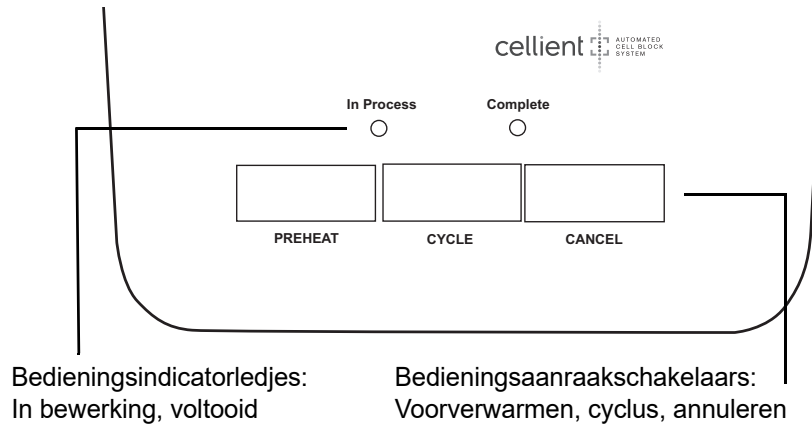 cellient
AUTOMATED
CELL BLOCK
SYSTEM
In Process Complete
PREHEAT CYCLE CANCEL
Bedieningsindicatorledjes:
In bewerking, voltooid
Bedieningsaanraakschakelaars:
Voorverwarmen, cyclus, annuleren